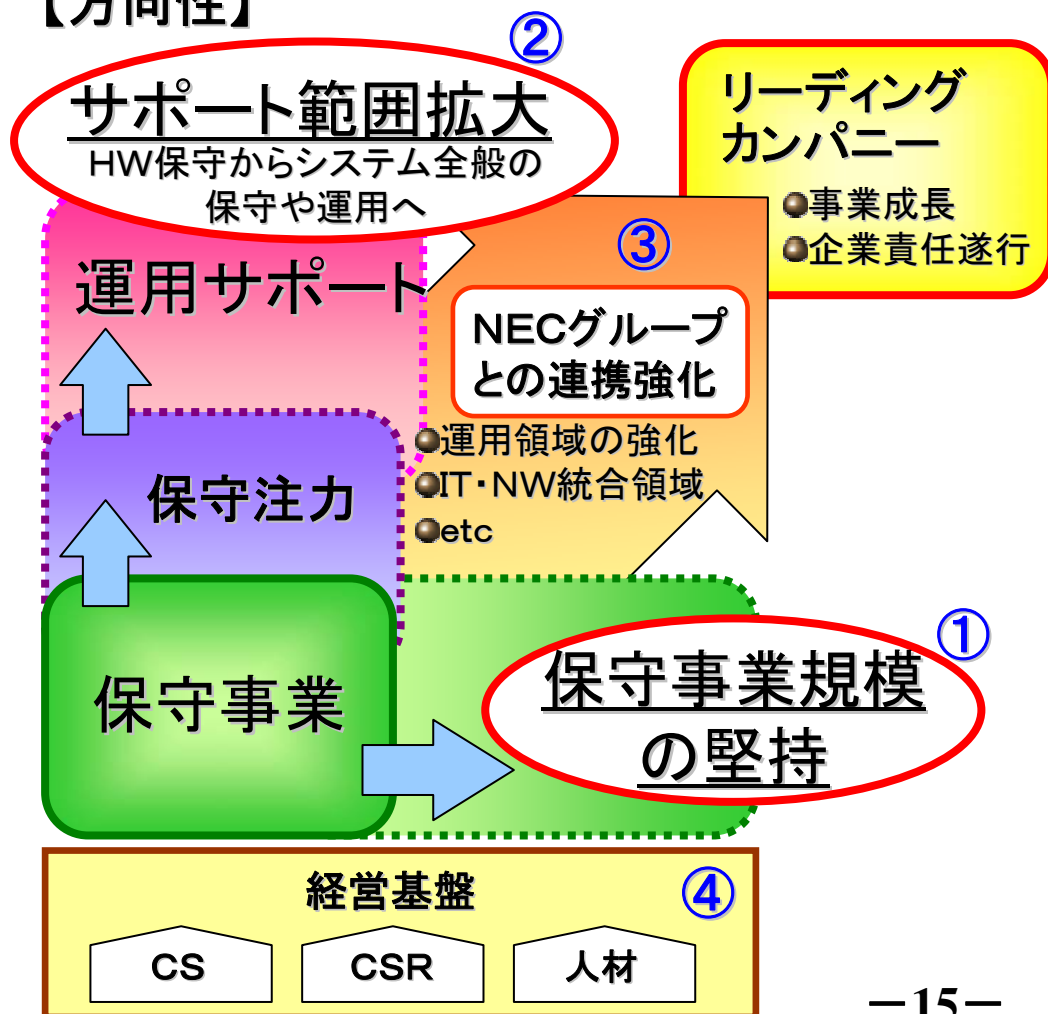 【方向性】
②
サポート範囲拡大
HW保守からシステム全般の
保守や運用へ
リーディング
カンパニー
事業成長
企業責任遂行
運用サポート
③
NECグループ
との連携強化
運用領域の強化
IT・NW統合領域
etc
保守注力
①
保守事業規模
の堅持
保守事業
経営基盤
④
CS
CSR
人材
－15－